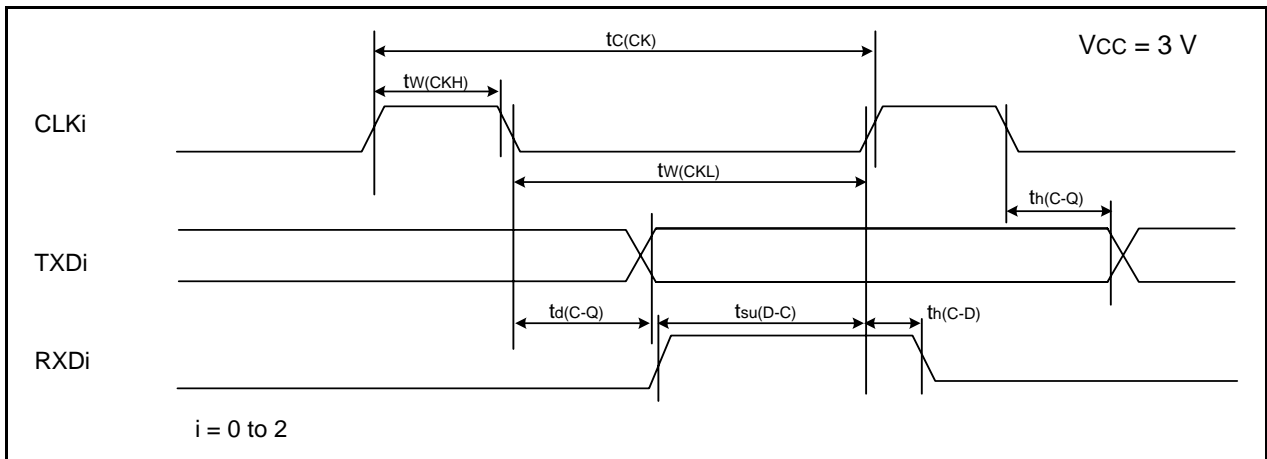 tC(CK)
VCC = 3 V
tW(CKH)
CLKi
tW(CKL)
th(C-Q)
TXDi
td(C-Q)
tsu(D-C)
th(C-D)
RXDi
i = 0 to 2